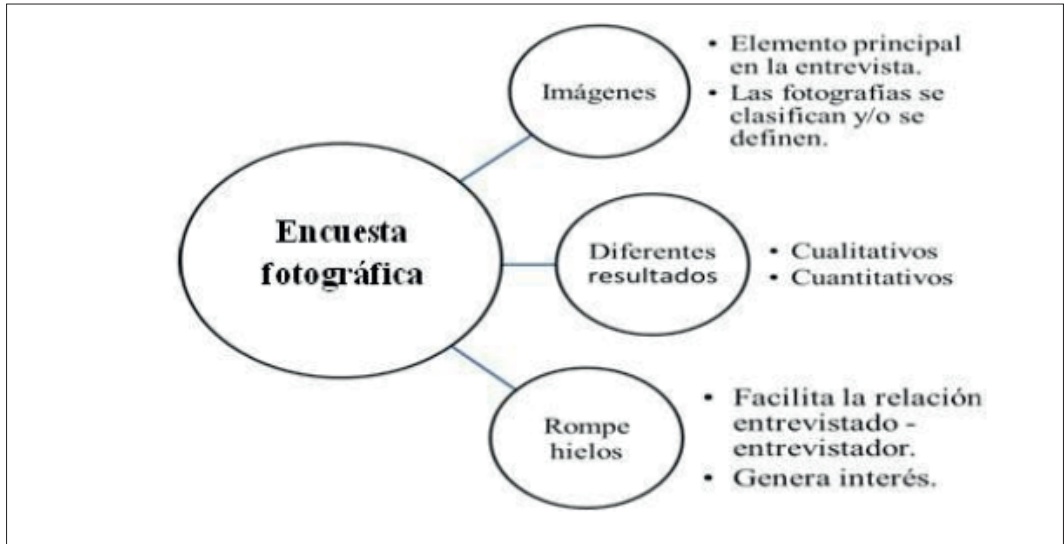 Encuesta
fotográfica
Imágenes
• Elemento principal
en la entrevista.
• Las fotografías se
clasifican y/o se
definen.
Diferentes
resultados
• Cualitativos
• Cuantitativos
Rompe
hielos
• Facilita la relación
entrevistado -
entrevistador.
• Genera interés.